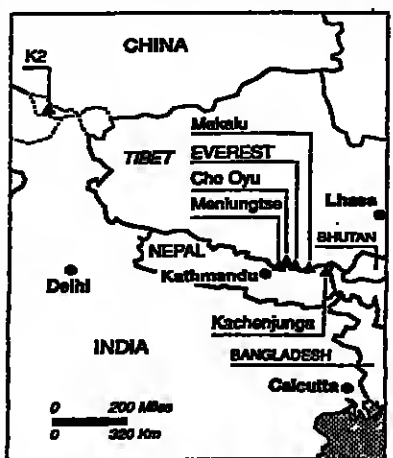 CHINA
K2
Makalu
TIBET
EVEREST
Cho Oyu
Lhasa
Menlungtse
BHUTAN
NEPAL
Kathmandu
Delhi
Kachenjunga
INDIA
BANGLADESH
Calcutta
0 200 Miles
0 320 Km